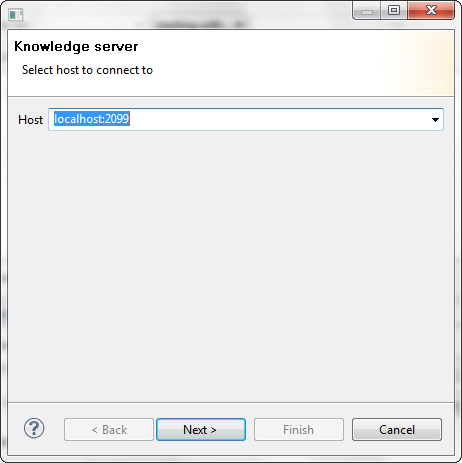 Knowledge server
Select host to connect to
Host localhost:2099
< Back Next > Finish Cancel